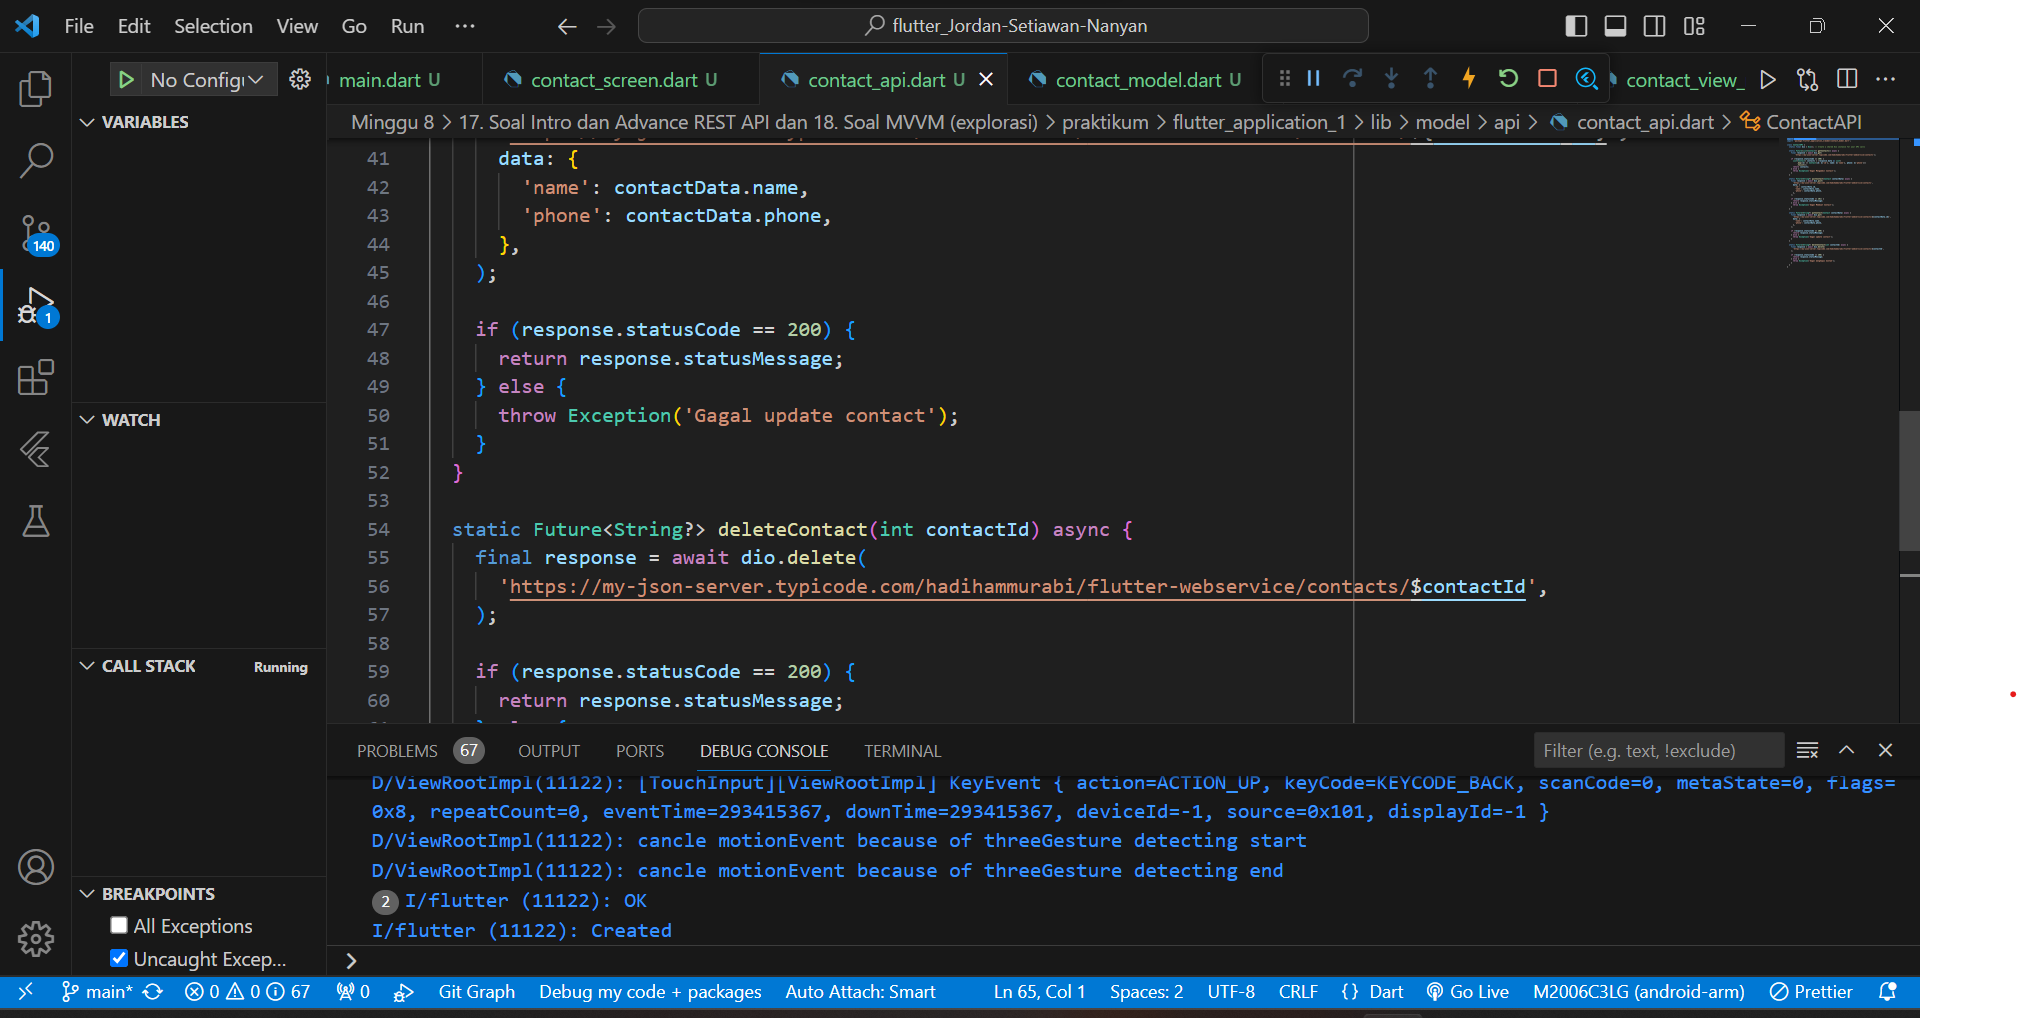 File Edit Selection View Go Run ··· flutter_Jordan-Setiawan-Nanyan
No Config main.dart U contact_screen.dart U contact_api.dart U contact_model.dart U contact_view_
VARIABLES
Minggu 8 > 17. Soal Intro dan Advance REST API dan 18. Soal MVVM (explorasi) > praktikum > flutter_application_1 > lib > model > api > contact_api.dart > ContactAPI
41 data: {
42 'name': contactData.name,
43 'phone': contactData.phone,
44 },
45 );
46
47 if (response.statusCode == 200) {
48 return response.statusMessage;
49 } else {
50 throw Exception('Gagal update contact');
51 }
52 }
53
54 static Future<String?> deleteContact(int contactId) async {
55 final response = await dio.delete(
56 'https://my-json-server.typicode.com/hadihammurabi/flutter-webservice/contacts/$contactId',
57 );
58
59 if (response.statusCode == 200) {
60 return response.statusMessage;
140
1
WATCH
CALL STACK Running
BREAKPOINTS
All Exceptions
Uncaught Excep...
PROBLEMS 67 OUTPUT PORTS DEBUG CONSOLE TERMINAL Filter (e.g. text, !exclude)
D/ViewRootImpl(11122): [TouchInput][ViewRootImpl] KeyEvent { action=ACTION_UP, keyCode=KEYCODE_BACK, scanCode=0, metaState=0, flags=
0x8, repeatCount=0, eventTime=293415367, downTime=293415367, deviceId=-1, source=0x101, displayId=-1 }
D/ViewRootImpl(11122): cancle motionEvent because of threeGesture detecting start
D/ViewRootImpl(11122): cancle motionEvent because of threeGesture detecting end
2 I/flutter (11122): OK
I/flutter (11122): Created
>
main* 0 0 67 0 Git Graph Debug my code + packages Auto Attach: Smart Ln 65, Col 1 Spaces: 2 UTF-8 CRLF {} Dart Go Live M2006C3LG (android-arm) Prettier